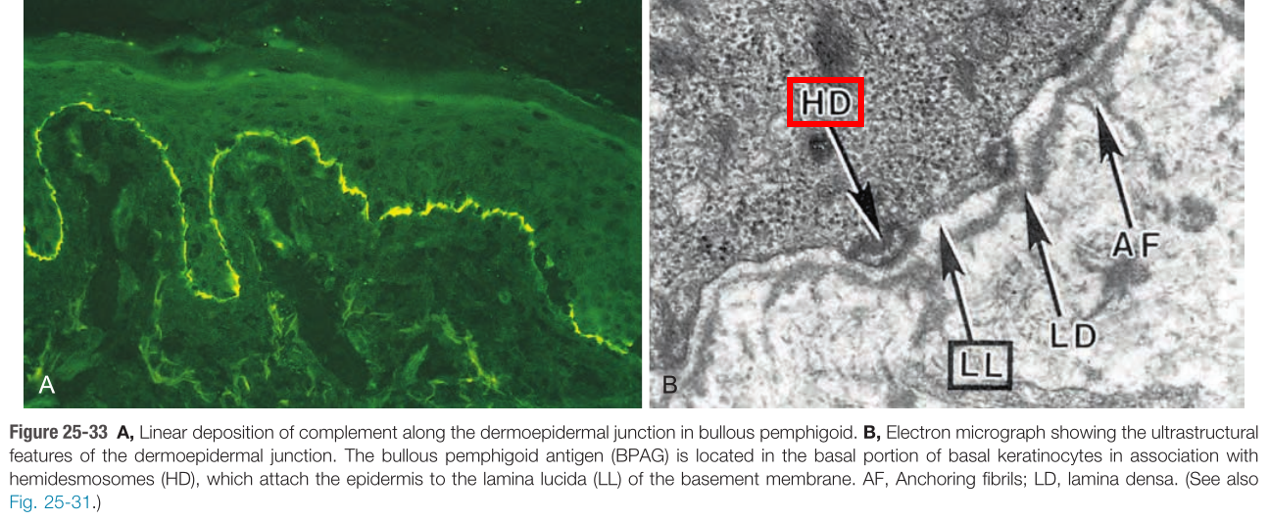 HD
AF
LD
LL
A
B
Figure 25-33 A, Linear deposition of complement along the dermoepidermal junction in bullous pemphigoid. B, Electron micrograph showing the ultrastructural
features of the dermoepidermal junction. The bullous pemphigoid antigen (BPAG) is located in the basal portion of basal keratinocytes in association with
hemidesmosomes (HD), which attach the epidermis to the lamina lucida (LL) of the basement membrane. AF, Anchoring fibrils; LD, lamina densa. (See also
Fig. 25-31.)